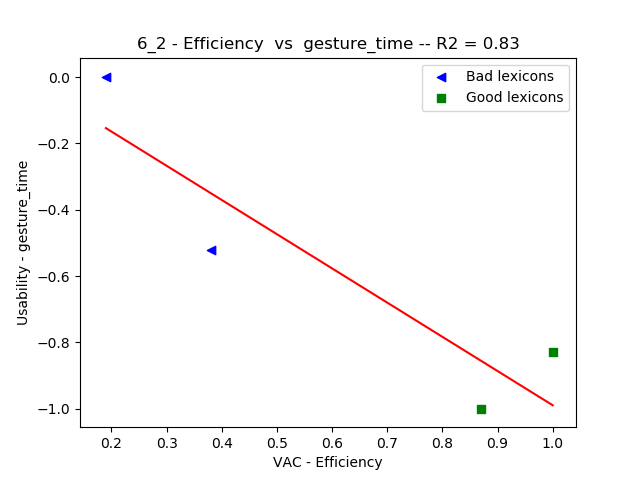 6_2 - Efficiency  vs  gesture_time -- R2 = 0.83
Bad lexicons
Good lexicons
Usability - gesture_time
0.0
−0.2
−0.4
−0.6
−0.8
−1.0
0.2 0.3 0.4 0.5 0.6 0.7 0.8 0.9 1.0
VAC - Efficiency